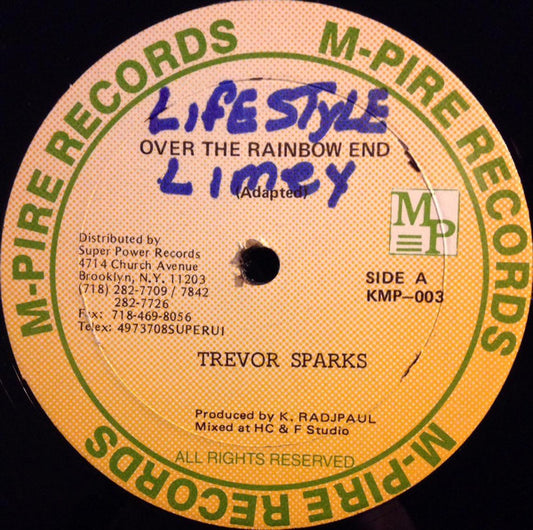 M-PIRE RECORDS
M-PIRE RECORDS
M-PIRE RECORDS
LIFESTYLE
OVER THE RAINBOW END
LIMEY
(Adapted)
MP
Distributed by
Super Power Records
4714 Church Avenue
Brooklyn, N.Y. 11203
(718) 282-7709 / 7842
282-7726
Fax: 718-469-8056
Telex: 4973708SUPERUI
SIDE A
KMP-003
TREVOR SPARKS
Produced by K. RADJPAUL
Mixed at HC & F Studio
ALL RIGHTS RESERVED